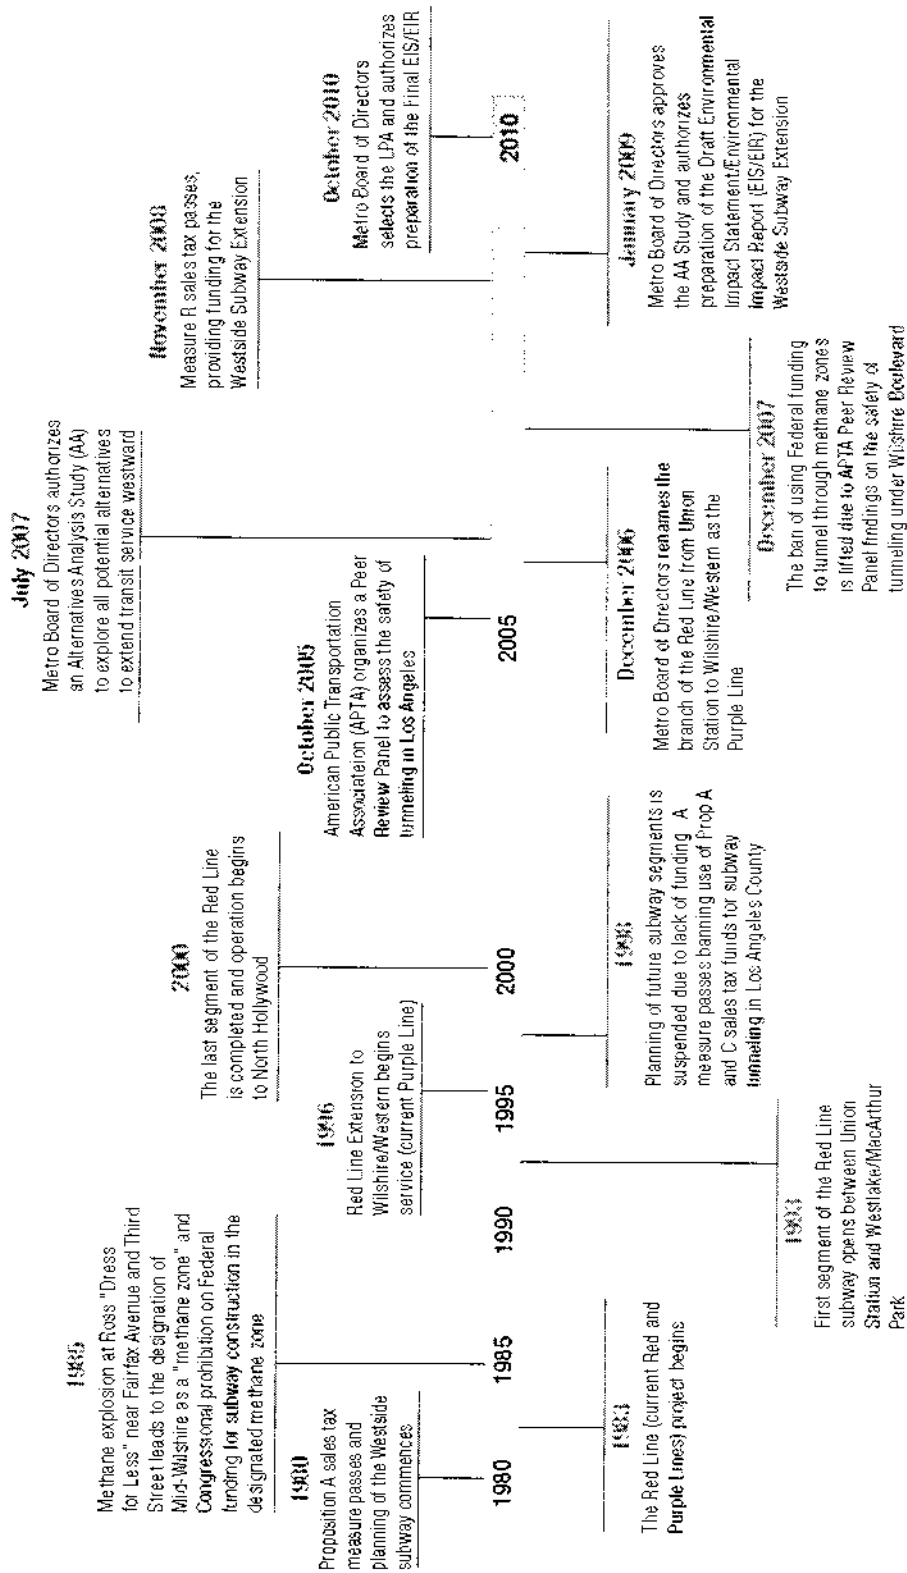 1980
Proposition A sales tax
measure passes and
planning of the Westside
subway commences
1983
The Red Line (current Red and
Purple Lines) project begins
1985
Methane explosion at Ross "Dress
for Less" near Fairfax Avenue and Third
Street leads to the designation of
Mid-Wilshire as a "methane zone" and
Congressional prohibition on Federal
funding for subway construction in the
designated methane zone
1993
First segment of the Red Line
subway opens between Union
Station and Westlake/MacArthur
Park
1996
Red Line Extension to
Wilshire/Western begins
service (current Purple Line)
1998
Planning of future subway segments is
suspended due to lack of funding. A
measure passes banning use of Prop A
and C sales tax funds for subway
tunneling in Los Angeles County
2000
The last segment of the Red Line
is completed and operation begins
to North Hollywood
October 2005
American Public Transportation
Associateion (APTA) organizes a Peer
Review Panel to assess the safety of
tunneling in Los Angeles
December 2006
Metro Board of Directors renames the
branch of the Red Line from Union
Station to Wilshire/Western as the
Purple Line
July 2007
Metro Board of Directors authorizes
an Alternatives Analysis Study (AA)
to explore all potential alternatives
to extend transit service westward
December 2007
The ban of using Federal funding
to tunnel through methane zones
is lifted due to APTA Peer Review
Panel findings on the safety of
tunneling under Wilshire Boulevard
November 2008
Measure R sales tax passes,
providing funding for the
Westside Subway Extension
January 2009
Metro Board of Directors approves
the AA Study and authorizes
preparation of the Draft Environmental
Impact Statement/Environmental
Impact Report (EIS/EIR) for the
Westside Subway Extension
October 2010
Metro Board of Directors
selects the LPA and authorizes
preparation of the Final EIS/EIR
1980
1985
1990
1995
2000
2005
2010